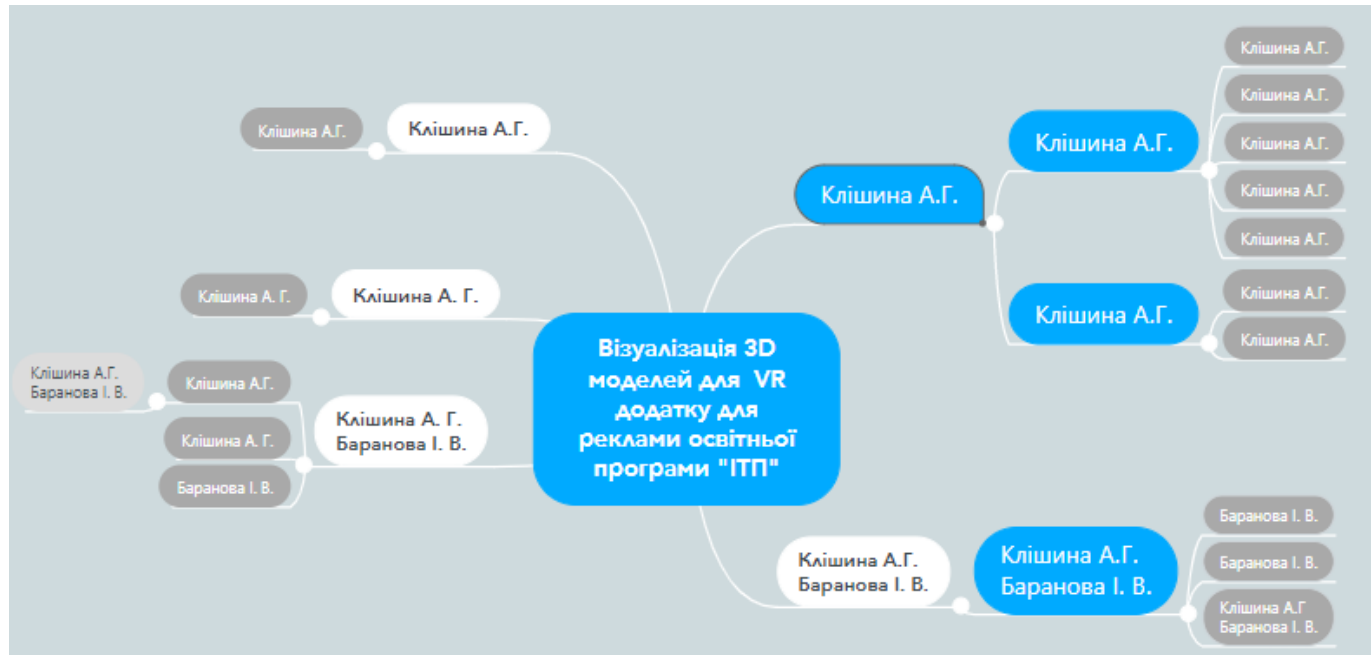 Клішина А.Г.
Клішина А.Г.
Клішина А. Г.
Клішина А. Г.
Клішина А.Г.
Баранова І. В.
Клішина А.Г.
Клішина А. Г.
Баранова І. В.
Клішина А. Г.
Баранова І. В.
Візуалізація 3D
моделей для VR
додатку для
реклами освітньої
програми "ІТП"
Клішина А.Г.
Клішина А.Г.
Клішина А.Г.
Клішина А.Г.
Клішина А.Г.
Клішина А.Г.
Клішина А.Г.
Клішина А.Г.
Клішина А.Г.
Клішина А.Г.
Клішина А.Г.
Баранова І. В.
Клішина А.Г.
Баранова І. В.
Баранова І. В.
Баранова І. В.
Клішина А.Г
Баранова І. В.